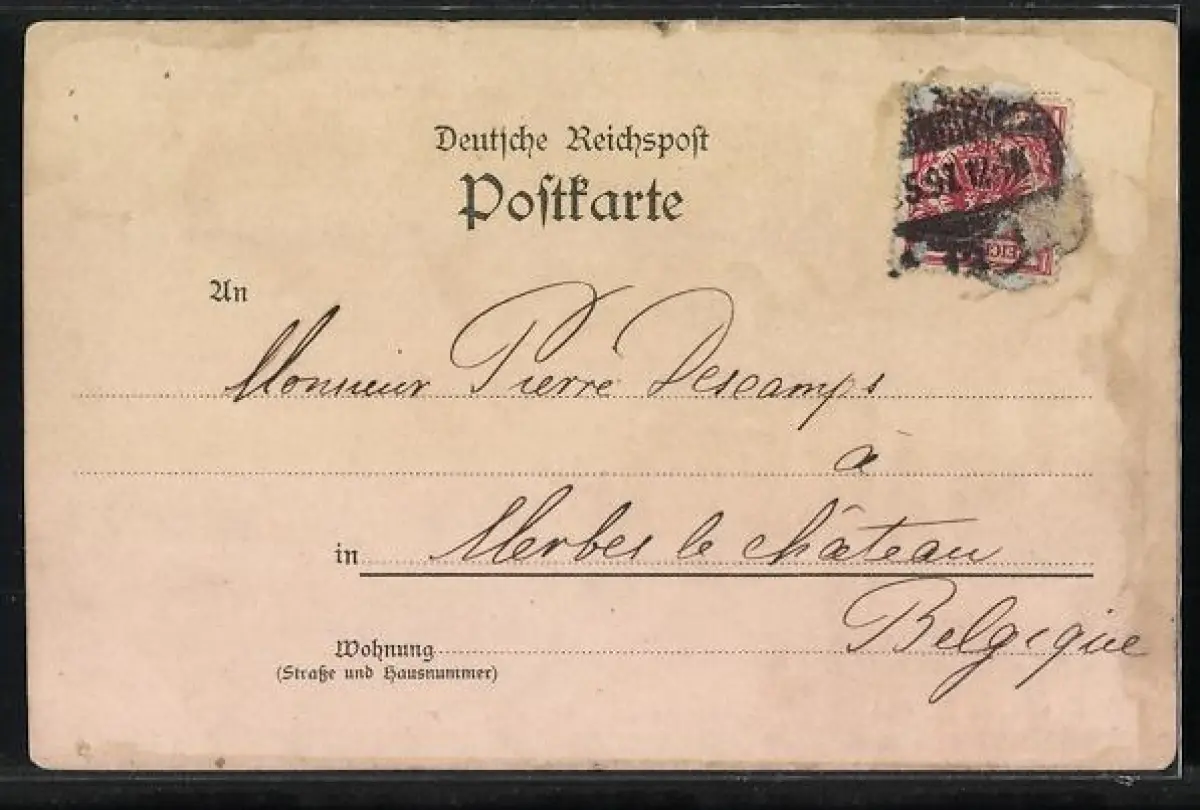 Deutsche Reichspost
Postkarte
An
Monsieur Pierre Descamps
à
in Merbes le château
Belgique
Wohnung
(Straße und Hausnummer)